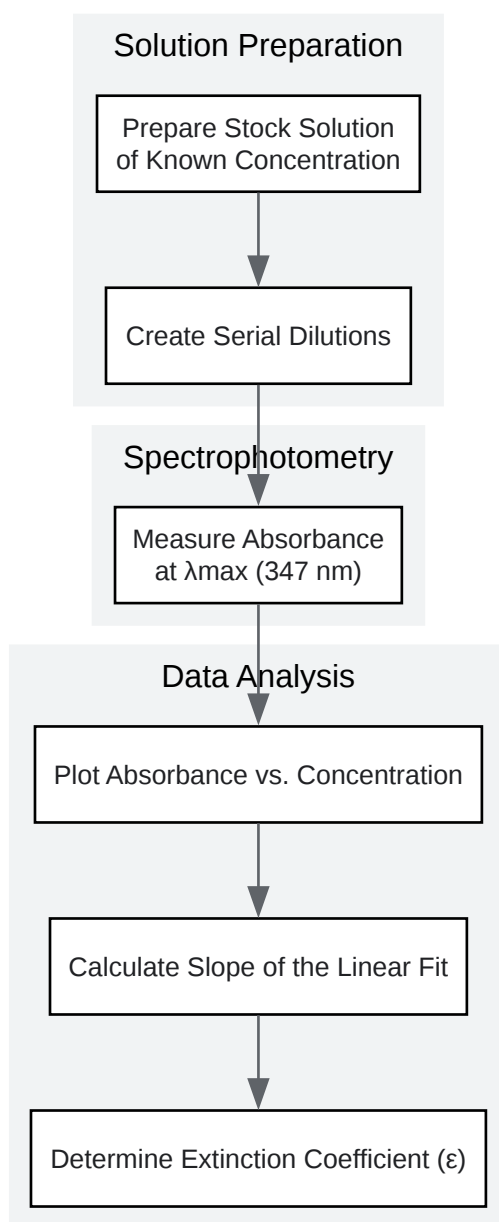 Solution Preparation
Prepare Stock Solution
of Known Concentration
Create Serial Dilutions
Spectrophotometry
Measure Absorbance
at λmax (347 nm)
Data Analysis
Plot Absorbance vs. Concentration
Calculate Slope of the Linear Fit
Determine Extinction Coefficient (ε)